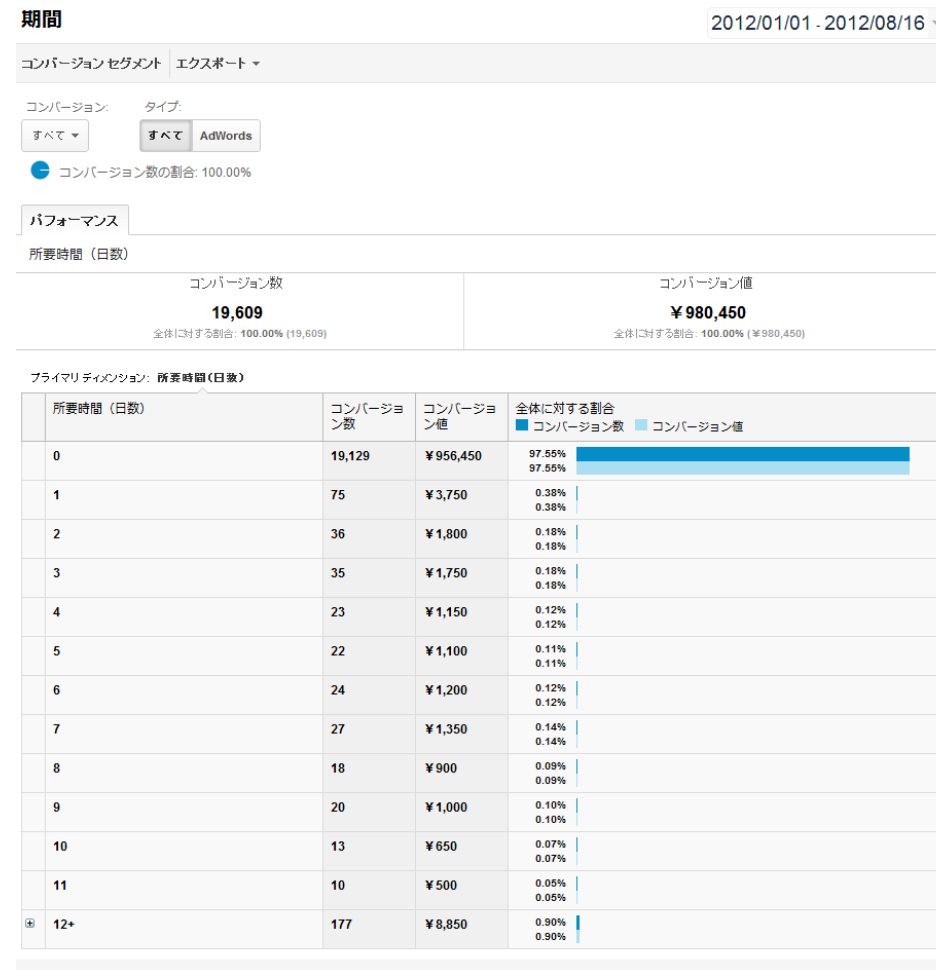 期間
2012/01/01 - 2012/08/16
コンバージョン セグメント エクスポート
コンバージョン: タイプ:
すべて すべて AdWords
コンバージョン数の割合: 100.00%
パフォーマンス
所要時間（日数）
コンバージョン数 コンバージョン値
19,609 ¥980,450
全体に対する割合: 100.00% (19,609) 全体に対する割合: 100.00% (¥980,450)
プライマリ ディメンション: 所要時間(日数)
所要時間（日数） コンバージョ コンバージョ 全体に対する割合
ン数 ン値 コンバージョン数 コンバージョン値
0 19,129 ¥956,450 97.55%
97.55%
1 75 ¥3,750 0.38%
0.38%
2 36 ¥1,800 0.18%
0.18%
3 35 ¥1,750 0.18%
0.18%
4 23 ¥1,150 0.12%
0.12%
5 22 ¥1,100 0.11%
0.11%
6 24 ¥1,200 0.12%
0.12%
7 27 ¥1,350 0.14%
0.14%
8 18 ¥900 0.09%
0.09%
9 20 ¥1,000 0.10%
0.10%
10 13 ¥650 0.07%
0.07%
11 10 ¥500 0.05%
0.05%
12+ 177 ¥8,850 0.90%
0.90%